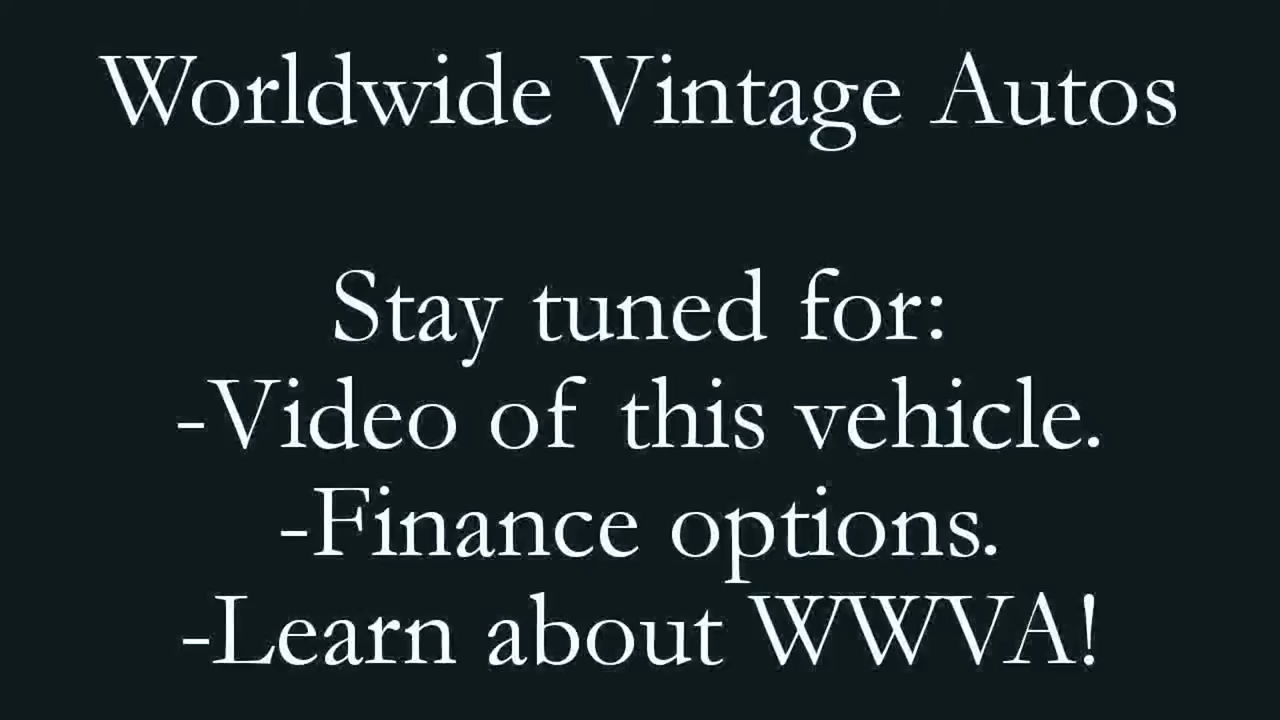 Worldwide Vintage Autos
Stay tuned for:
-Video of this vehicle.
-Finance options.
-Learn about WWVA!